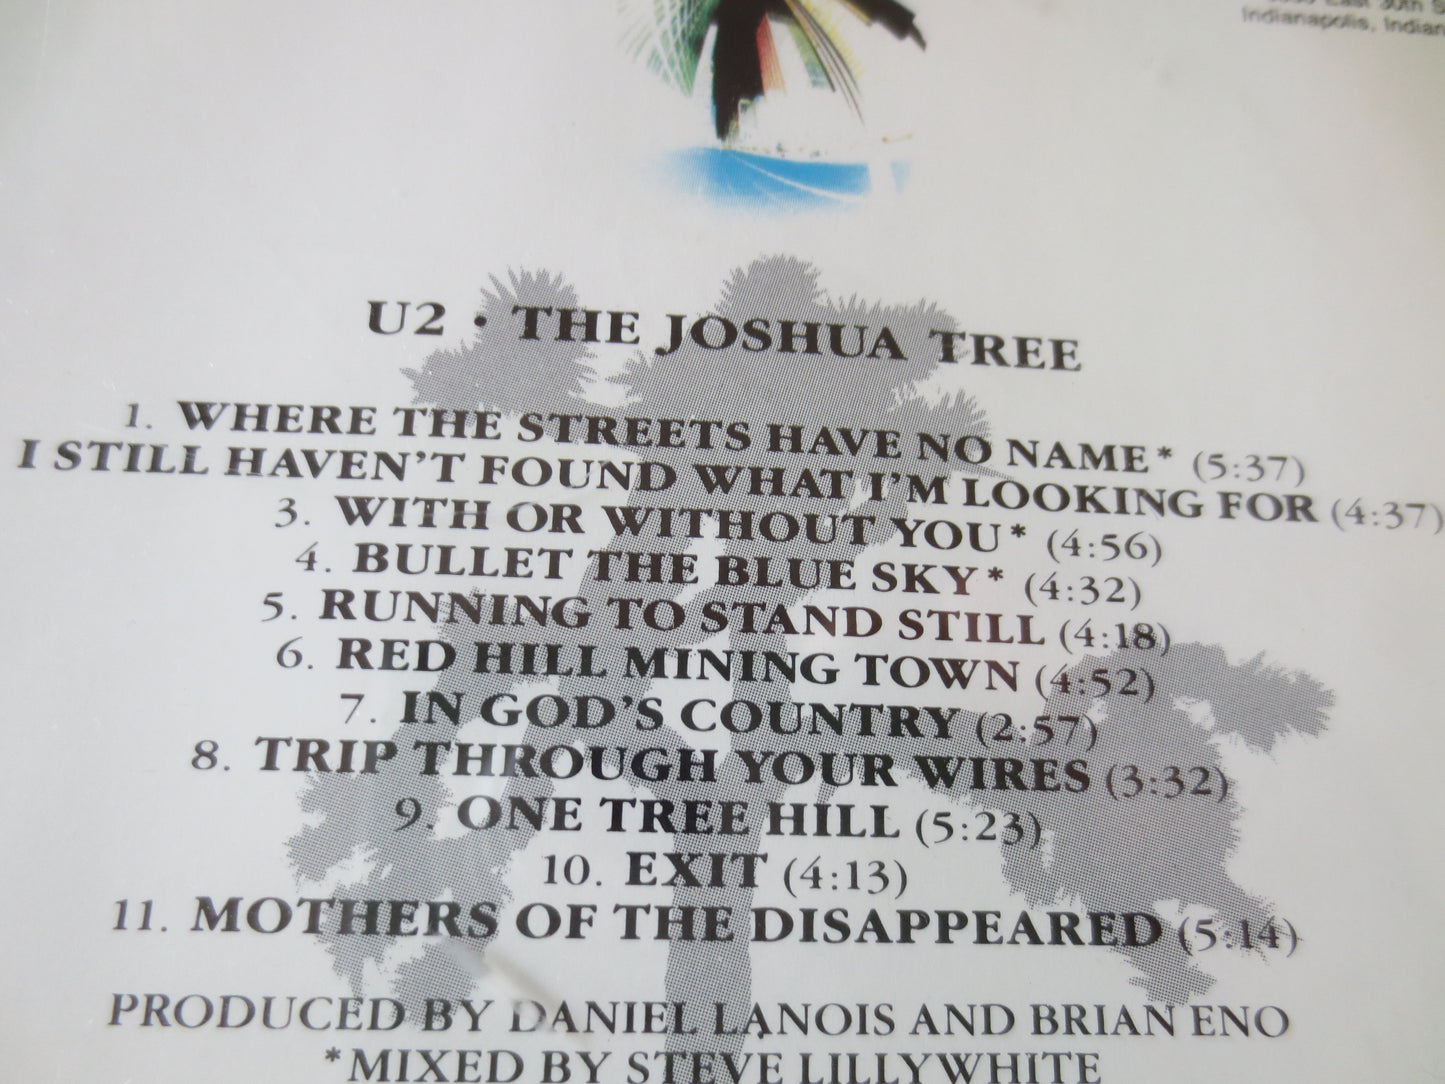 East 30th S
Indianapolis, Indian
U2 · THE JOSHUA TREE
1. WHERE THE STREETS HAVE NO NAME* (5:37)
I STILL HAVEN'T FOUND WHAT I'M LOOKING FOR (4:37)
3. WITH OR WITHOUT YOU* (4:56)
4. BULLET THE BLUE SKY* (4:32)
5. RUNNING TO STAND STILL (4:18)
6. RED HILL MINING TOWN (4:52)
7. IN GOD'S COUNTRY (2:57)
8. TRIP THROUGH YOUR WIRES (3:32)
9. ONE TREE HILL (5:23)
10. EXIT (4:13)
11. MOTHERS OF THE DISAPPEARED (5:14)
PRODUCED BY DANIEL LANOIS AND BRIAN ENO
*MIXED BY STEVE LILLYWHITE